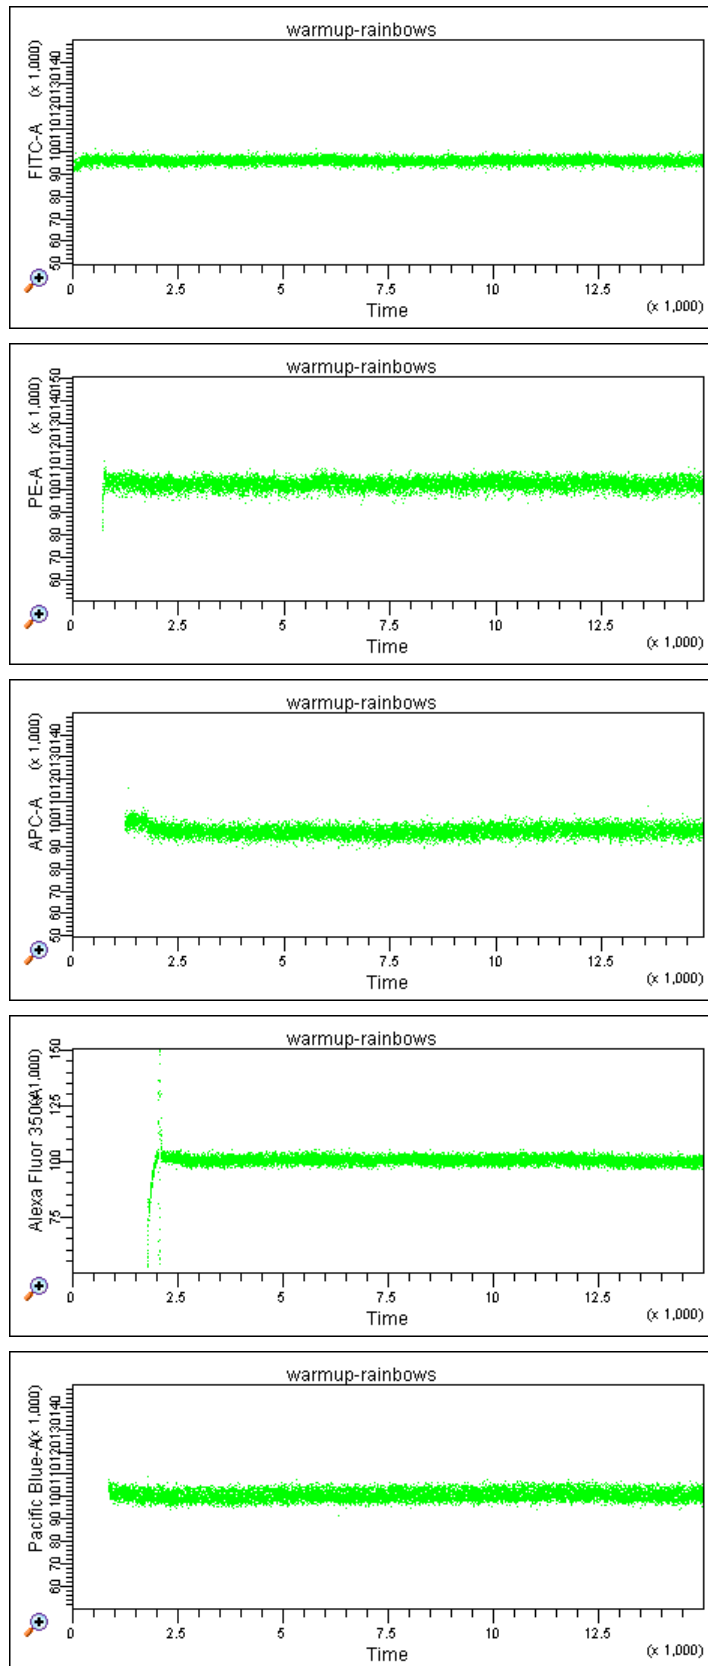 warmup-rainbows
FITC-A (x 1,000)
50 60 70 80 90 100 110 120 130 140
0 2.5 5 7.5 10 12.5
Time (x 1,000)
warmup-rainbows
PE-A (x 1,000)
60 70 80 90 100 110 120 130 140 150
0 2.5 5 7.5 10 12.5
Time (x 1,000)
warmup-rainbows
APC-A (x 1,000)
50 60 70 80 90 100 110 120 130 140
0 2.5 5 7.5 10 12.5
Time (x 1,000)
warmup-rainbows
Alexa Fluor 350
75 100 125 150
0 2.5 5 7.5 10 12.5
Time (x 1,000)
warmup-rainbows
Pacific Blue-A (x 1,000)
60 70 80 90 100 110 120 130 140
0 2.5 5 7.5 10 12.5
Time (x 1,000)